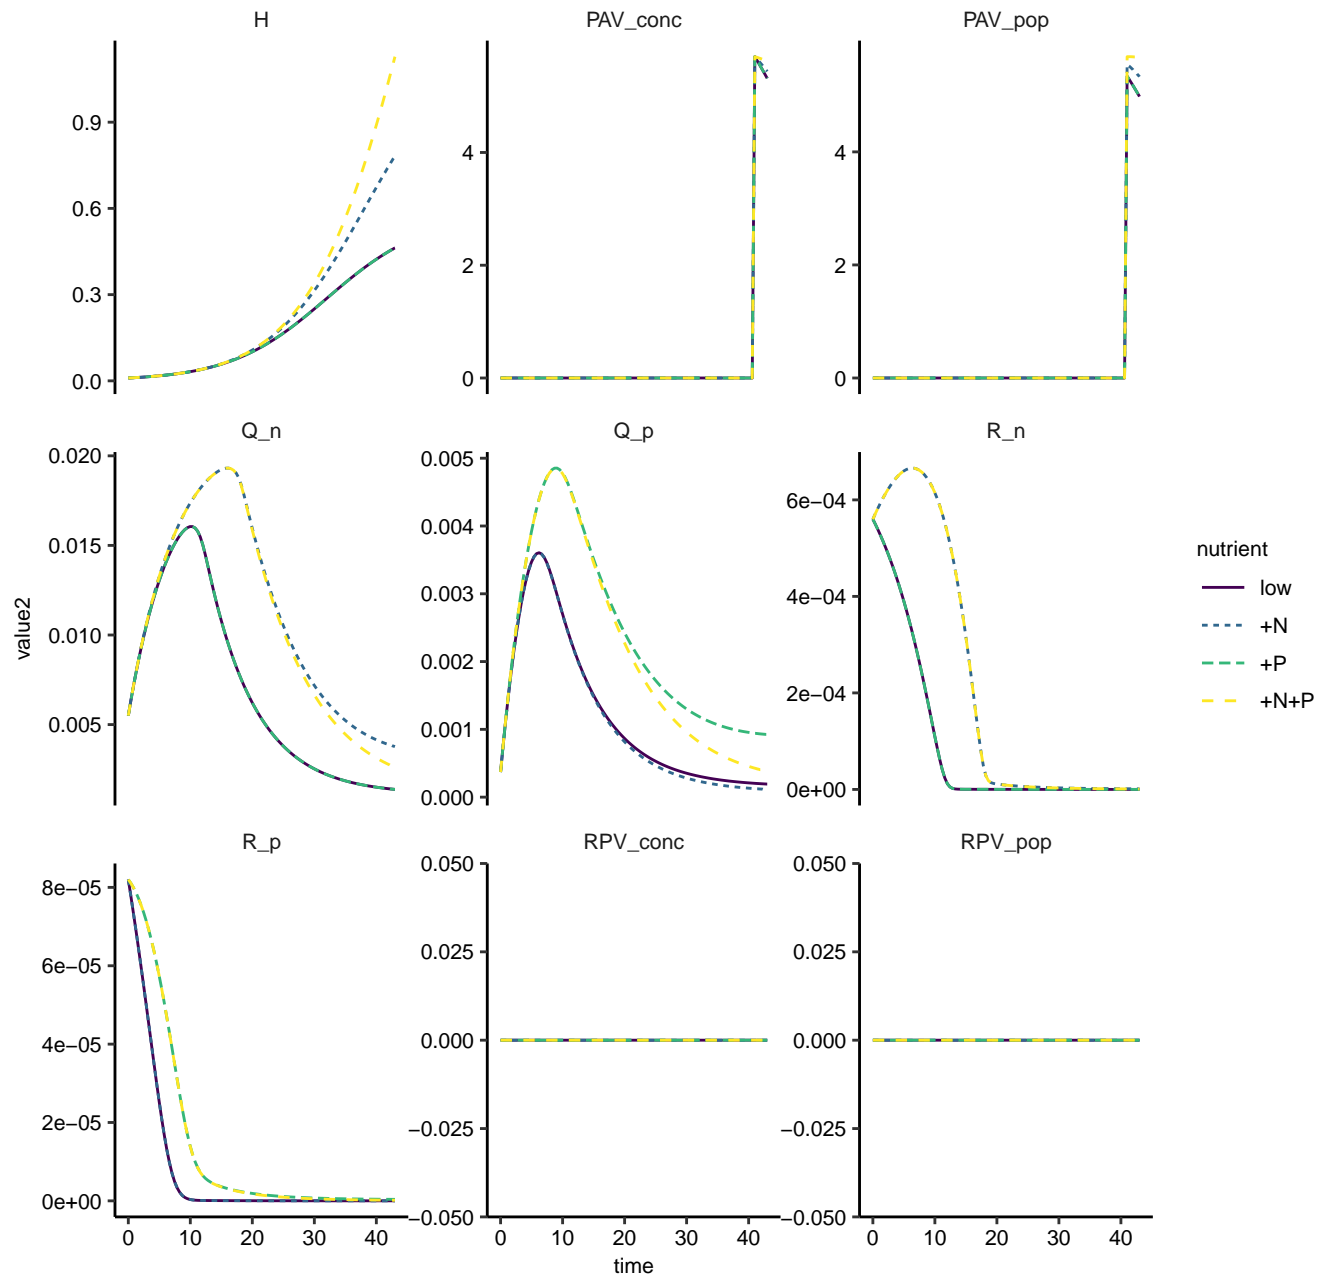 H
PAV_conc
PAV_pop
0.9
0.6
0.3
0.0
4
2
0
4
2
0
Q_n
Q_p
R_n
0.020
0.015
0.010
0.005
0.005
0.004
0.003
0.002
0.001
0.000
6e−04
4e−04
2e−04
0e+00
R_p
RPV_conc
RPV_pop
8e−05
6e−05
4e−05
2e−05
0e+00
0.050
0.025
0.000
−0.025
−0.050
0.050
0.025
0.000
−0.025
−0.050
0 10 20 30 40
0 10 20 30 40
0 10 20 30 40
time
value2
nutrient
low
+N
+P
+N+P